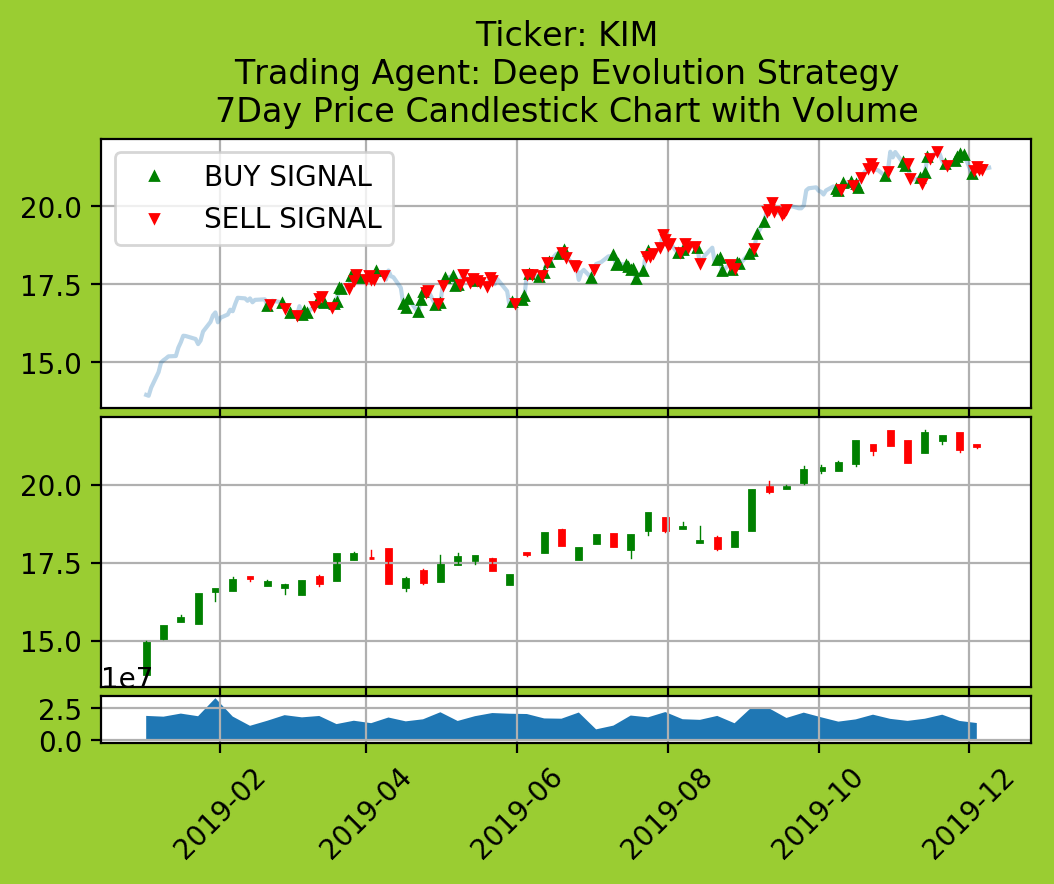 Ticker: KIM
Trading Agent: Deep Evolution Strategy
7Day Price Candlestick Chart with Volume
BUY SIGNAL
SELL SIGNAL
20.0
17.5
15.0
20.0
17.5
15.0
1e7
2.5
0.0
2019-02
2019-04
2019-06
2019-08
2019-10
2019-12